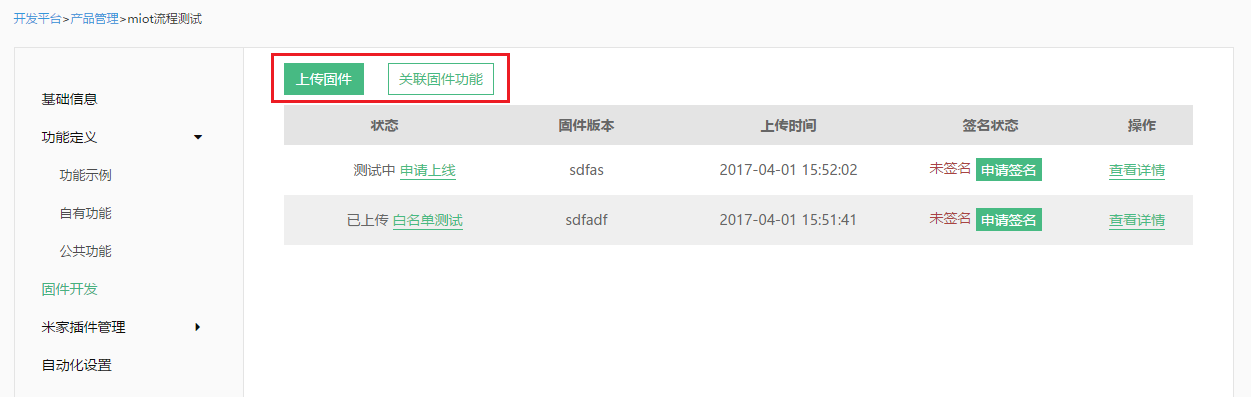 开发平台>产品管理>miot流程测试
上传固件 关联固件功能
基础信息
功能定义
功能示例
自有功能
公共功能
固件开发
米家插件管理
自动化设置
状态 固件版本 上传时间 签名状态 操作
测试中 申请上线 sdfas 2017-04-01 15:52:02 未签名 申请签名 查看详情
已上传 白名单测试 sdfadf 2017-04-01 15:51:41 未签名 申请签名 查看详情